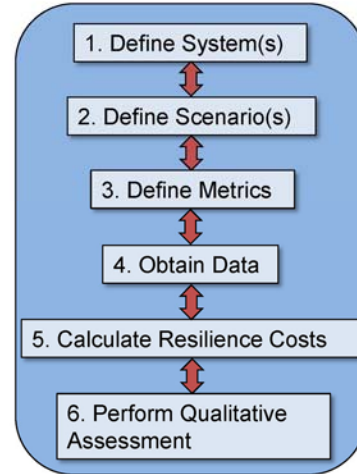 1. Define System(s)
2. Define Scenario(s)
3. Define Metrics
4. Obtain Data
5. Calculate Resilience Costs
6. Perform Qualitative
Assessment